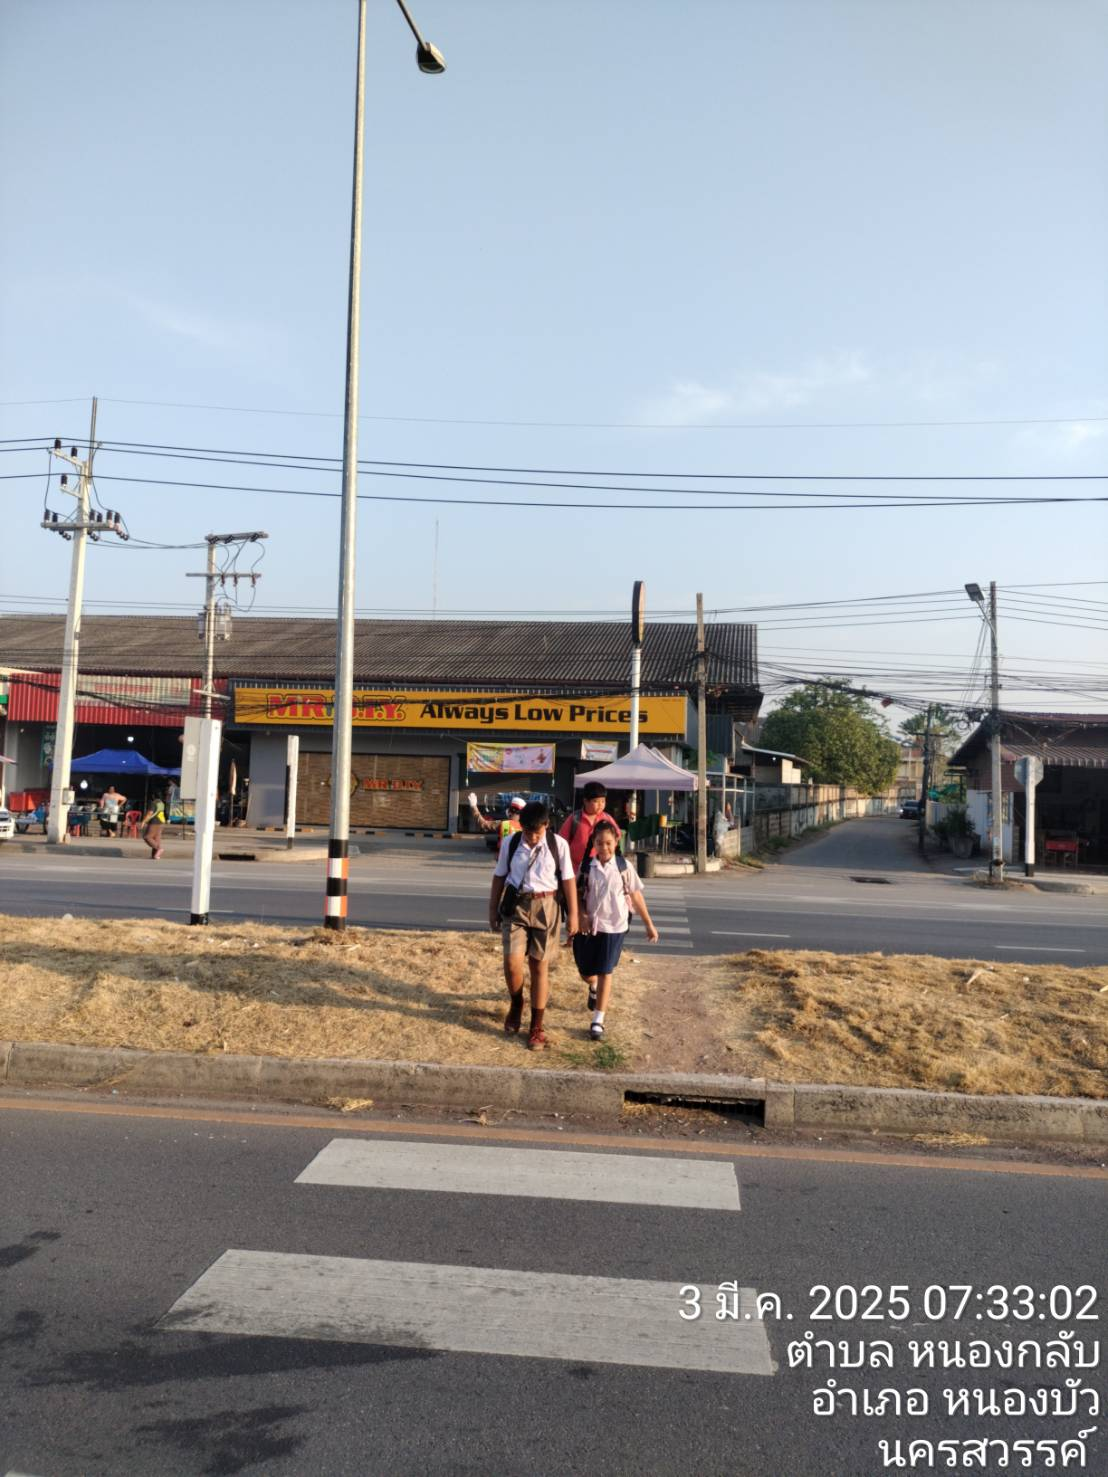 MR. D.I.Y. Always Low Prices
MR.D.I.Y.
3 มี.ค. 2025 07:33:02
ตำบล หนองกลับ
อำเภอ หนองบัว
นครสวรรค์